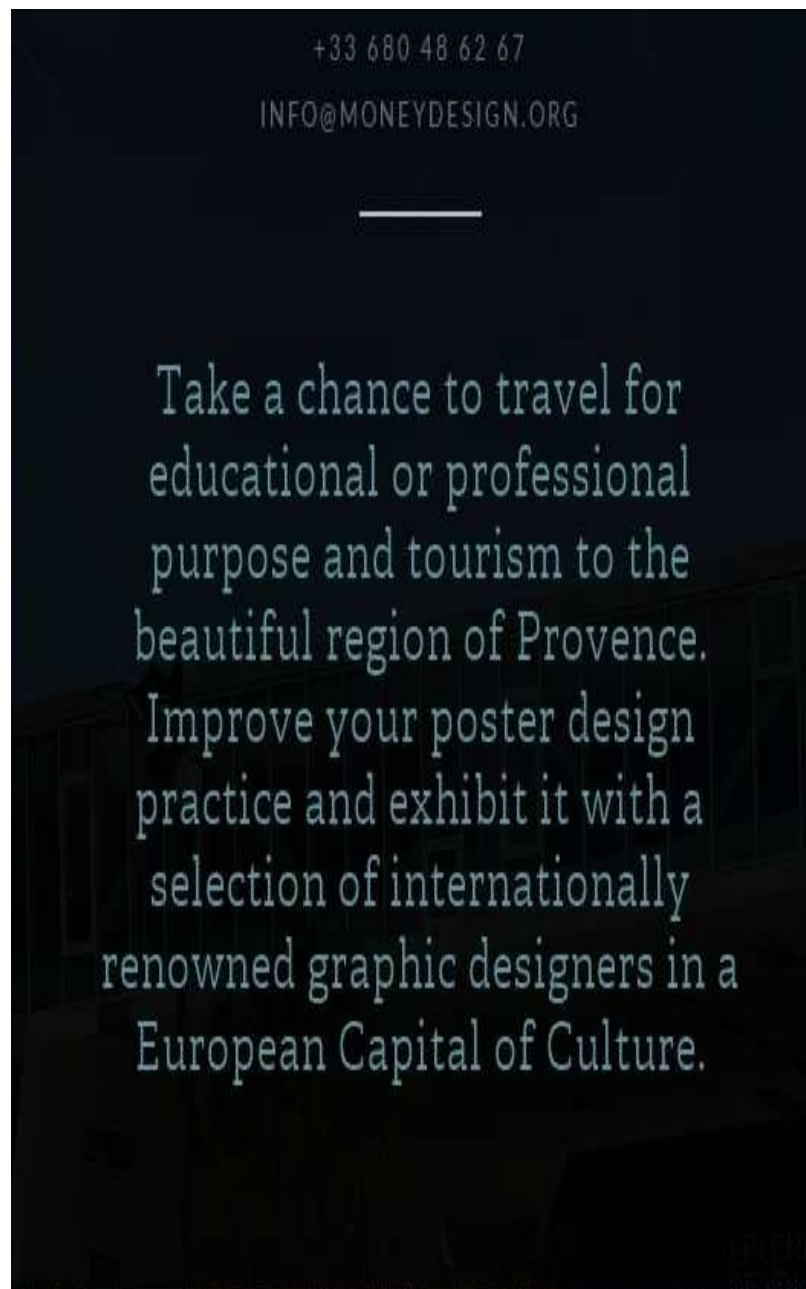 +33 680 48 62 67
INFO@MONEYDESIGN.ORG
Take a chance to travel for
educational or professional
purpose and tourism to the
beautiful region of Provence.
Improve your poster design
practice and exhibit it with a
selection of internationally
renowned graphic designers in a
European Capital of Culture.